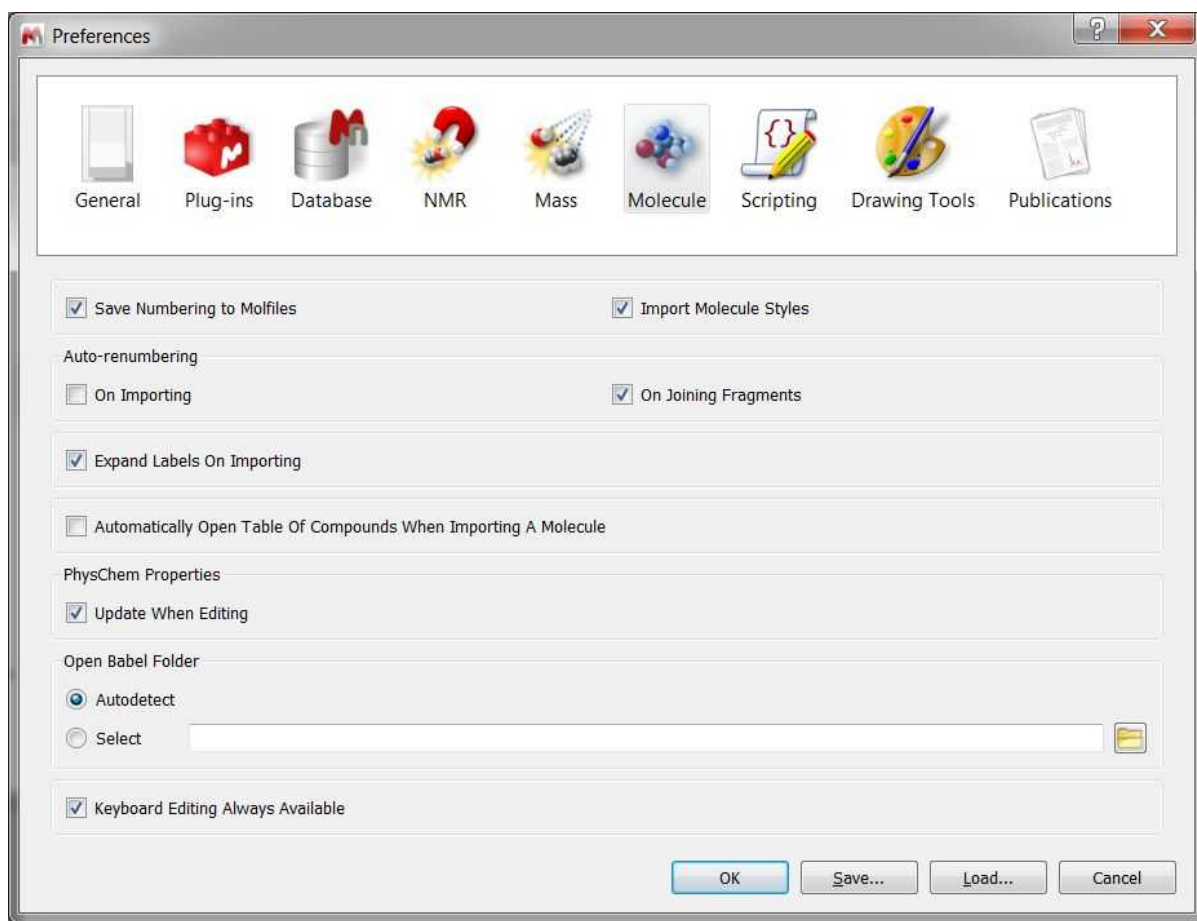 Preferences
General Plug-ins Database NMR Mass Molecule Scripting Drawing Tools Publications
Save Numbering to Molfiles Import Molecule Styles
Auto-renumbering
On Importing On Joining Fragments
Expand Labels On Importing
Automatically Open Table Of Compounds When Importing A Molecule
PhysChem Properties
Update When Editing
Open Babel Folder
Autodetect
Select
Keyboard Editing Always Available
OK Save... Load... Cancel